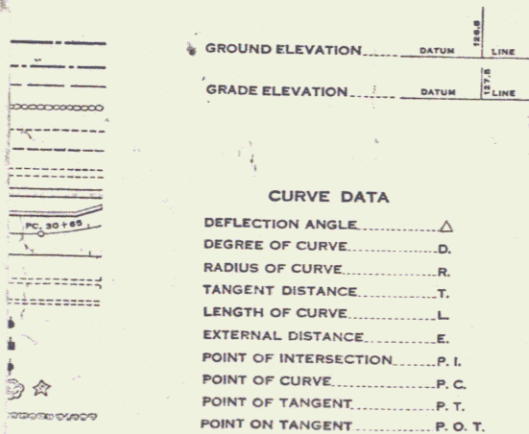 126.5
GROUND ELEVATION DATUM LINE
127.5
GRADE ELEVATION DATUM LINE
CURVE DATA
DEFLECTION ANGLE △
DEGREE OF CURVE D.
RADIUS OF CURVE R.
TANGENT DISTANCE T.
LENGTH OF CURVE L.
EXTERNAL DISTANCE E.
POINT OF INTERSECTION P. I.
POINT OF CURVE P. C.
POINT OF TANGENT P. T.
POINT ON TANGENT P. O. T.
PC. 30+65